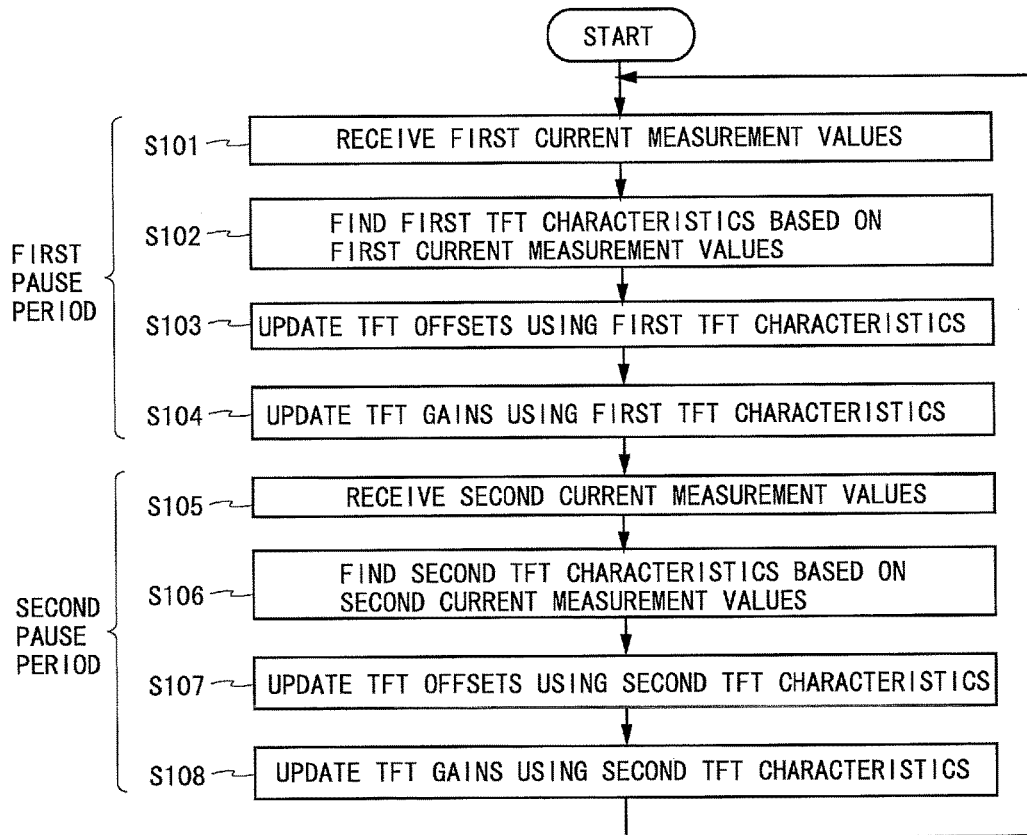 START
S101
RECEIVE FIRST CURRENT MEASUREMENT VALUES
S102
FIND FIRST TFT CHARACTERISTICS BASED ON
FIRST CURRENT MEASUREMENT VALUES
FIRST
PAUSE
PERIOD
S103
UPDATE TFT OFFSETS USING FIRST TFT CHARACTERISTICS
S104
UPDATE TFT GAINS USING FIRST TFT CHARACTERISTICS
S105
RECEIVE SECOND CURRENT MEASUREMENT VALUES
S106
FIND SECOND TFT CHARACTERISTICS BASED ON
SECOND CURRENT MEASUREMENT VALUES
SECOND
PAUSE
PERIOD
S107
UPDATE TFT OFFSETS USING SECOND TFT CHARACTERISTICS
S108
UPDATE TFT GAINS USING SECOND TFT CHARACTERISTICS